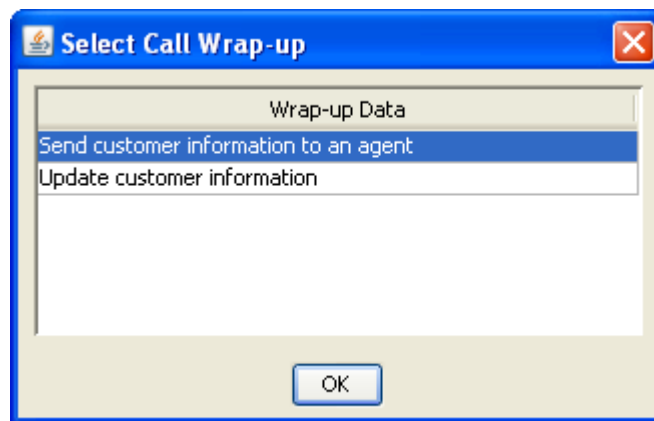 Select Call Wrap-up
Wrap-up Data
Send customer information to an agent
Update customer information
OK